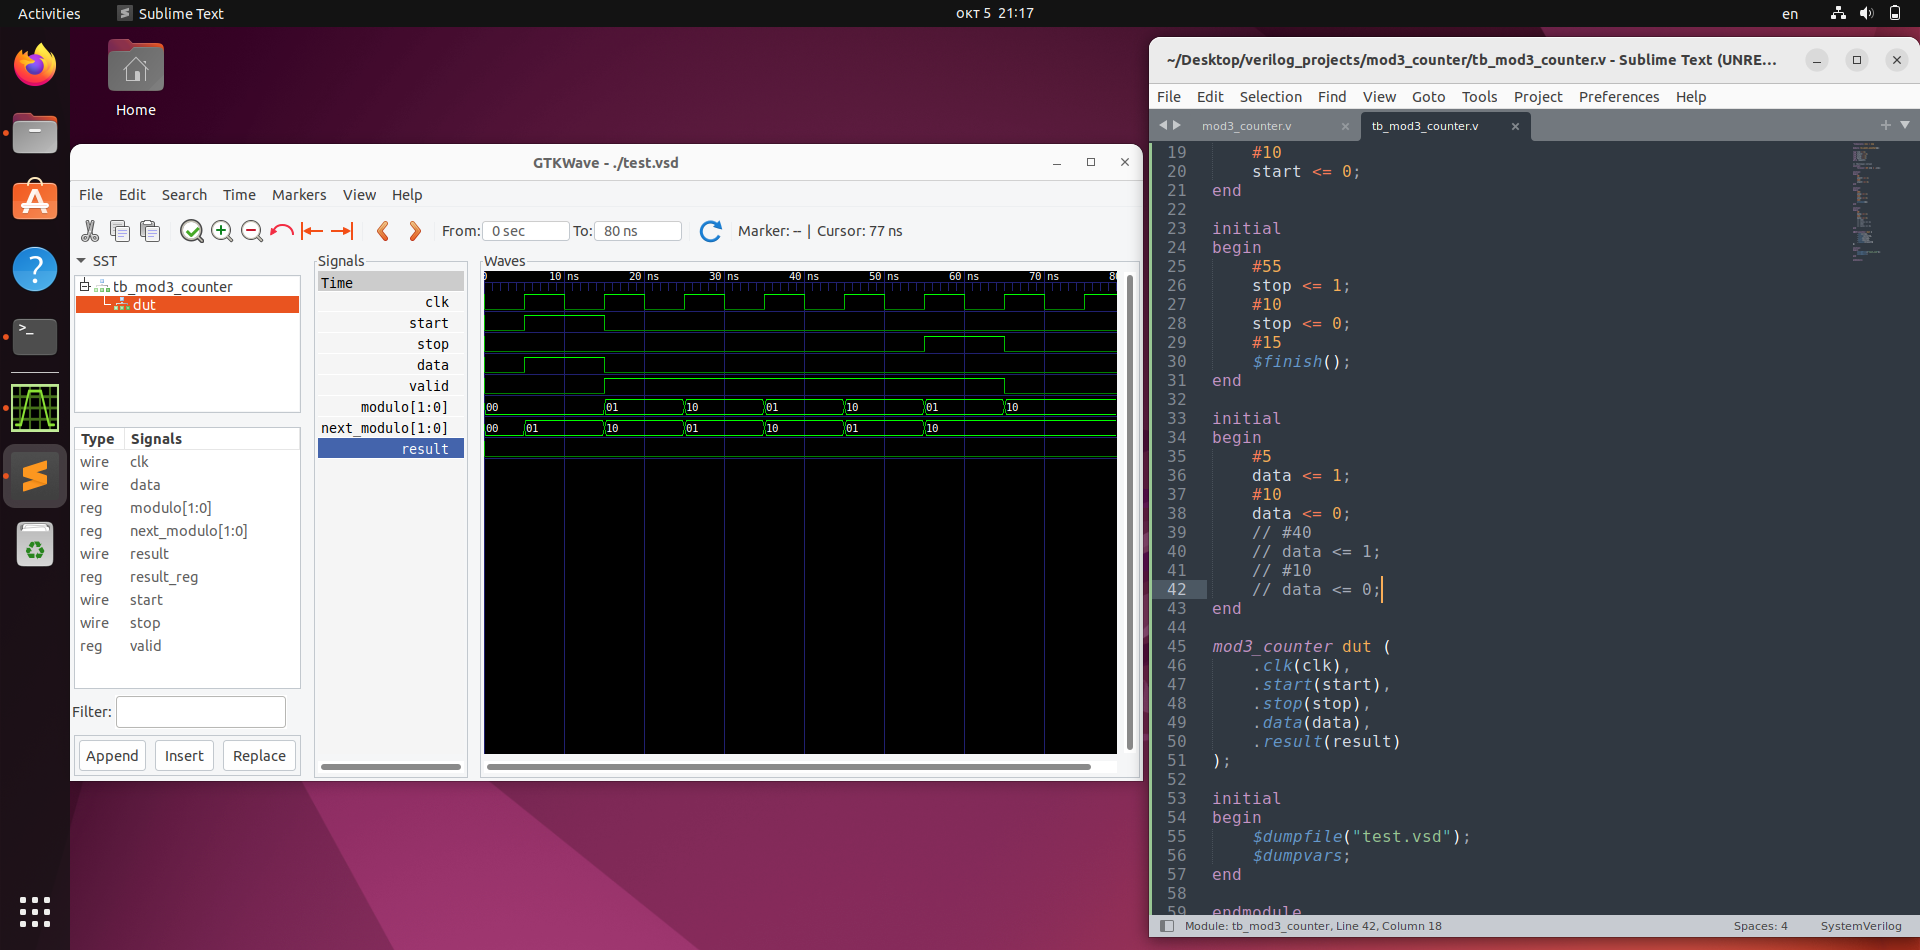 Activities
Sublime Text
окт 5 21:17
en
Home
GTKWave - ./test.vsd
File Edit Search Time Markers View Help
From: 0 sec To: 80 ns Marker: -- | Cursor: 77 ns
SST
tb_mod3_counter
dut
Type Signals
wire clk
wire data
reg modulo[1:0]
reg next_modulo[1:0]
wire result
reg result_reg
wire start
wire stop
reg valid
Filter:
Append Insert Replace
Signals
Time
clk
start
stop
data
valid
modulo[1:0]
next_modulo[1:0]
result
Waves
10 ns 20 ns 30 ns 40 ns 50 ns 60 ns 70 ns
00 01 10 01 10 01 10
00 01 10 01 10 01 10
~/Desktop/verilog_projects/mod3_counter/tb_mod3_counter.v - Sublime Text (UNRE...
File Edit Selection Find View Goto Tools Project Preferences Help
mod3_counter.v
tb_mod3_counter.v
19 #10
20 start <= 0;
21 end
22
23 initial
24 begin
25 #55
26 stop <= 1;
27 #10
28 stop <= 0;
29 #15
30 $finish();
31 end
32
33 initial
34 begin
35 #5
36 data <= 1;
37 #10
38 data <= 0;
39 // #40
40 // data <= 1;
41 // #10
42 // data <= 0;
43 end
44
45 mod3_counter dut (
46 .clk(clk),
47 .start(start),
48 .stop(stop),
49 .data(data),
50 .result(result)
51 );
52
53 initial
54 begin
55 $dumpfile("test.vsd");
56 $dumpvars;
57 end
58
59 endmodule
Module: tb_mod3_counter, Line 42, Column 18
Spaces: 4
SystemVerilog